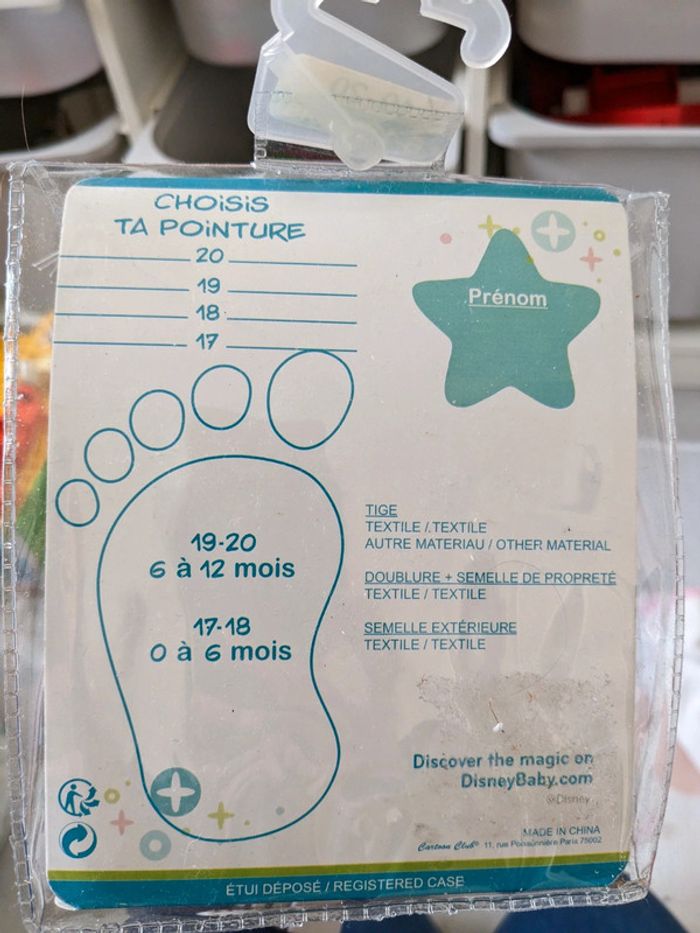 CHOISIS
TA POINTURE
20
19
18
17
Prénom
19-20
6 à 12 mois
17-18
0 à 6 mois
TIGE
TEXTILE / TEXTILE
AUTRE MATERIAU / OTHER MATERIAL
DOUBLURE + SEMELLE DE PROPRETÉ
TEXTILE / TEXTILE
SEMELLE EXTÉRIEURE
TEXTILE / TEXTILE
Discover the magic on
DisneyBaby.com
©Disney
MADE IN CHINA
Cartoon Club® 11, rue Poissonnière Paris 75002
ÉTUI DÉPOSÉ / REGISTERED CASE